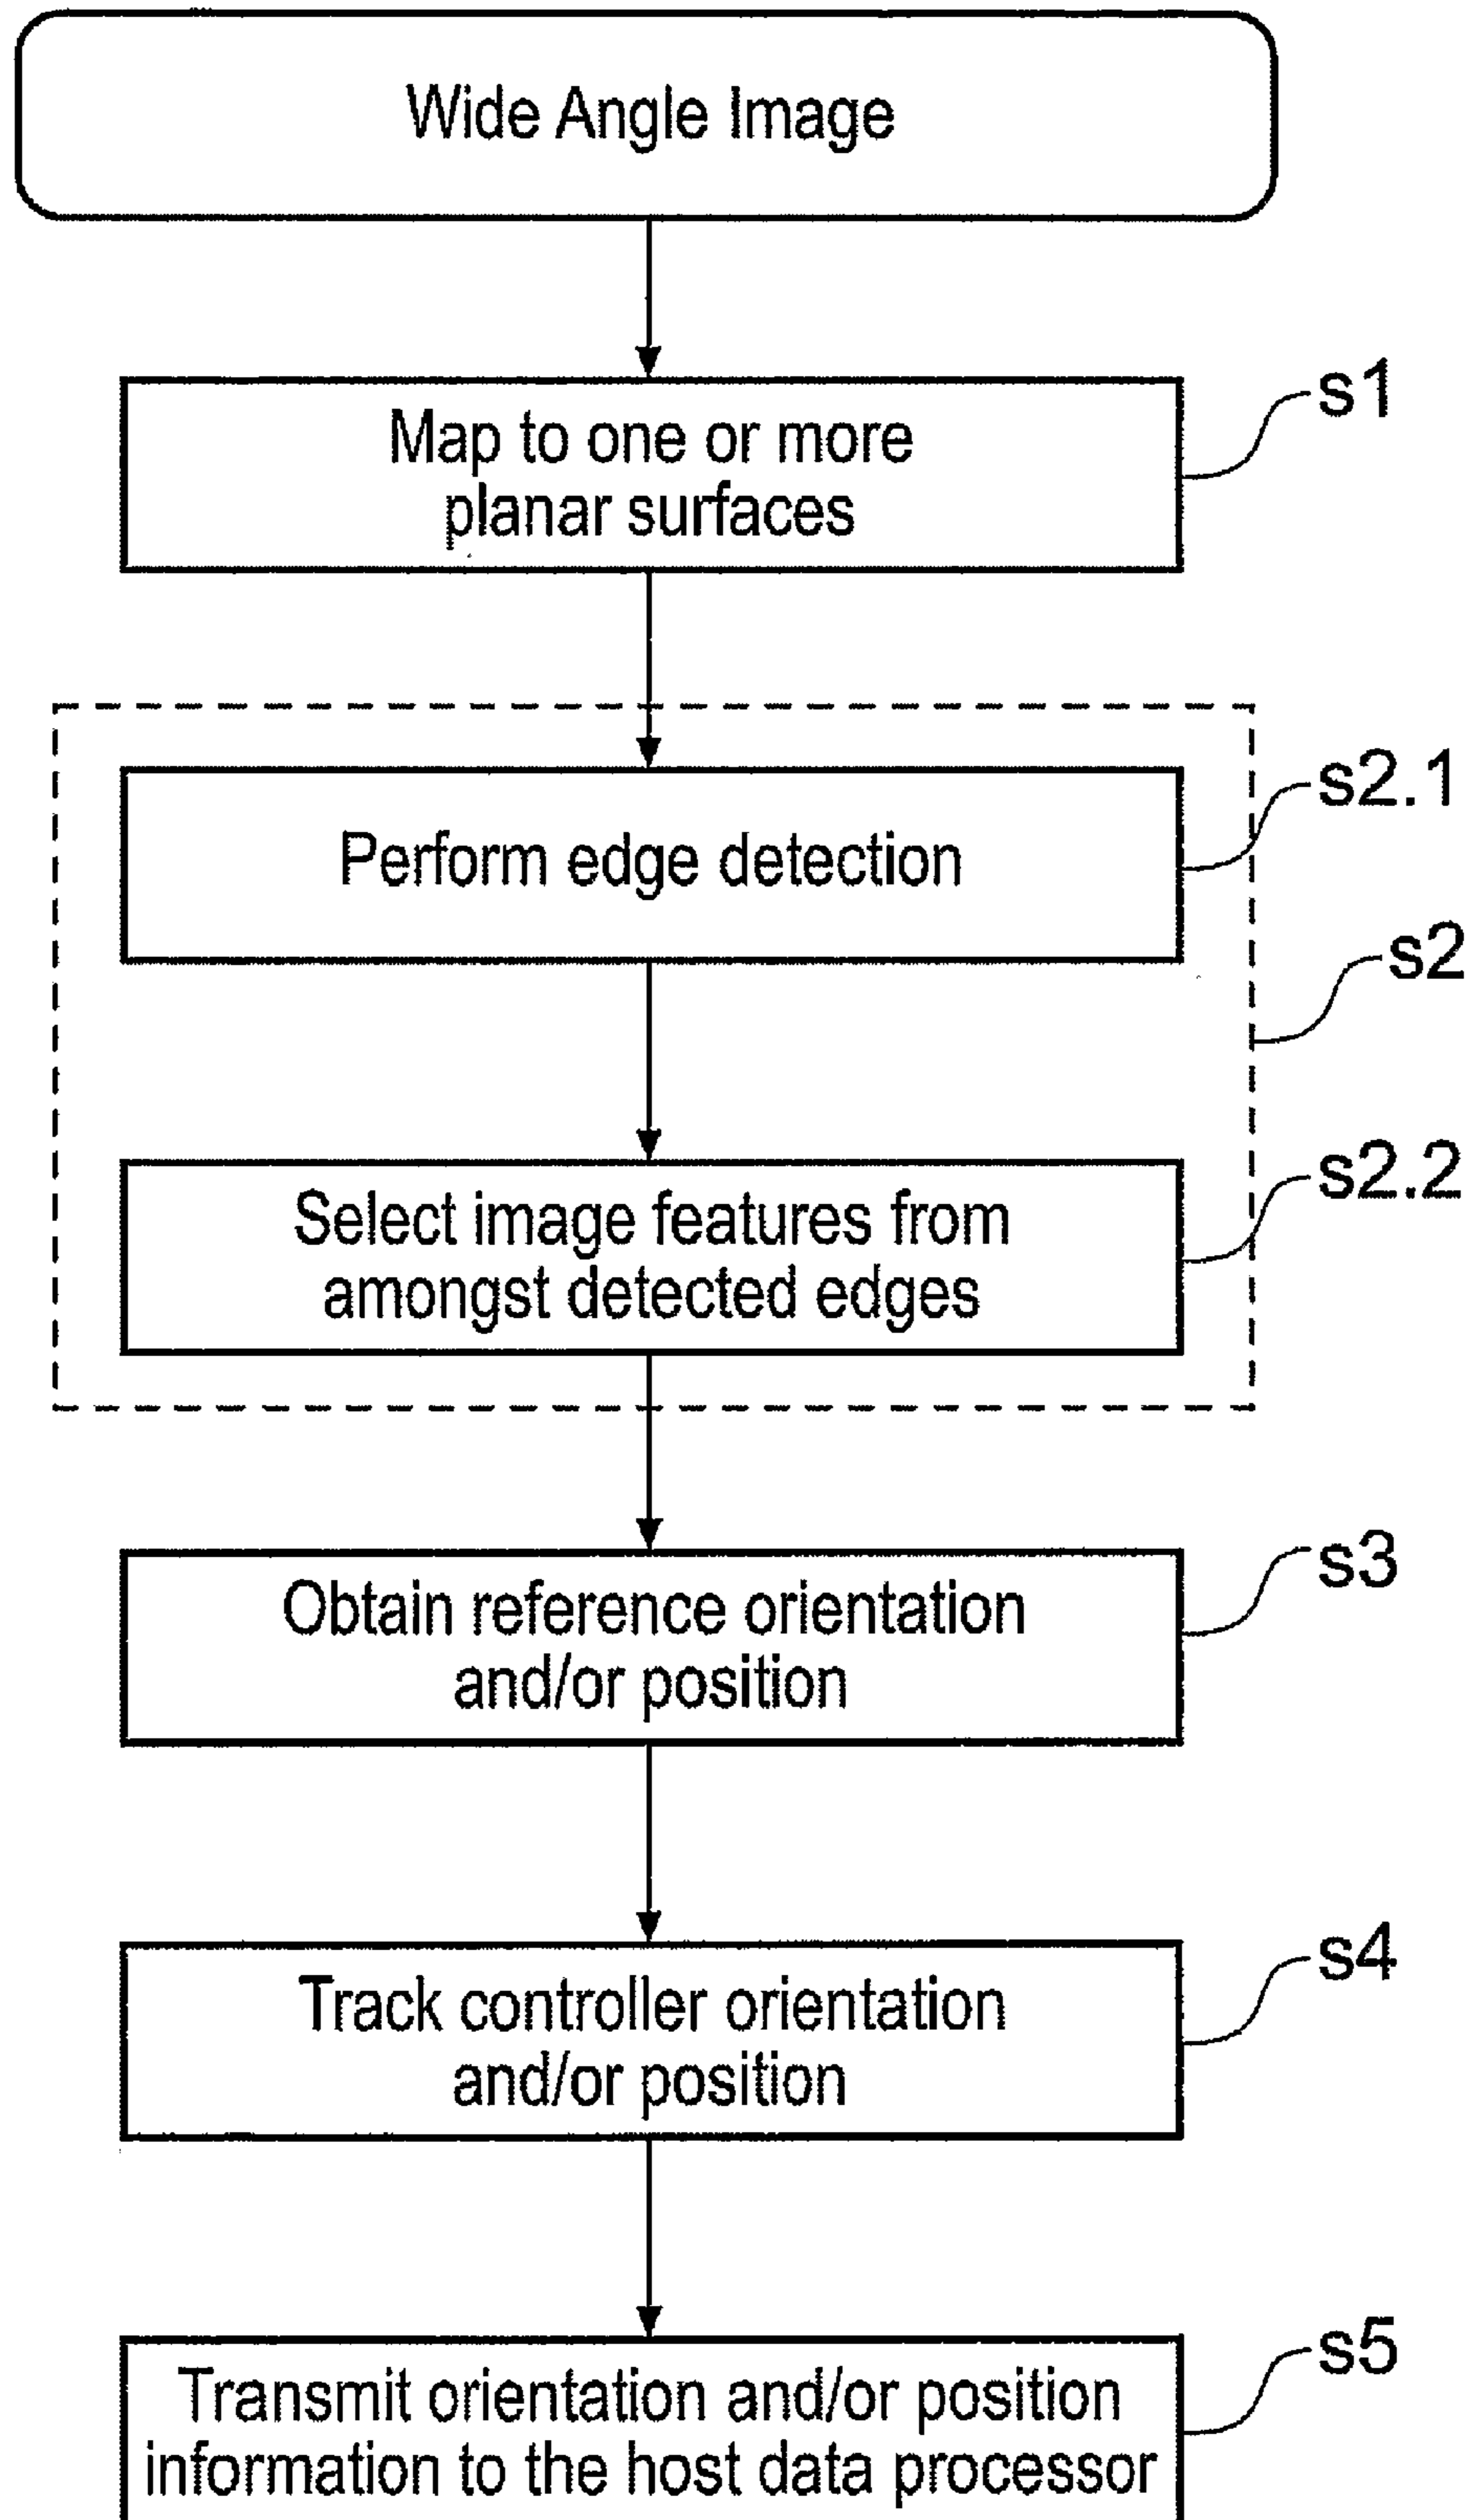 Wide Angle Image
Map to one or more
planar surfaces
s1
Perform edge detection
s2.1
s2
Select image features from
amongst detected edges
s2.2
Obtain reference orientation
and/or position
s3
Track controller orientation
and/or position
s4
Transmit orientation and/or position
information to the host data processor
s5